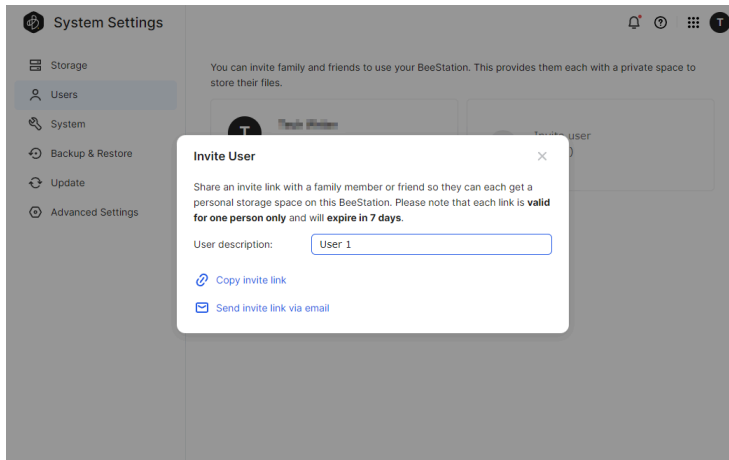 System Settings
T
Storage
Users
System
Backup & Restore
Update
Advanced Settings
You can invite family and friends to use your BeeStation. This provides them each with a private space to
store their files.
T
Invite user
)
Invite User
Share an invite link with a family member or friend so they can each get a
personal storage space on this BeeStation. Please note that each link is valid
for one person only and will expire in 7 days.
User description:
User 1
Copy invite link
Send invite link via email